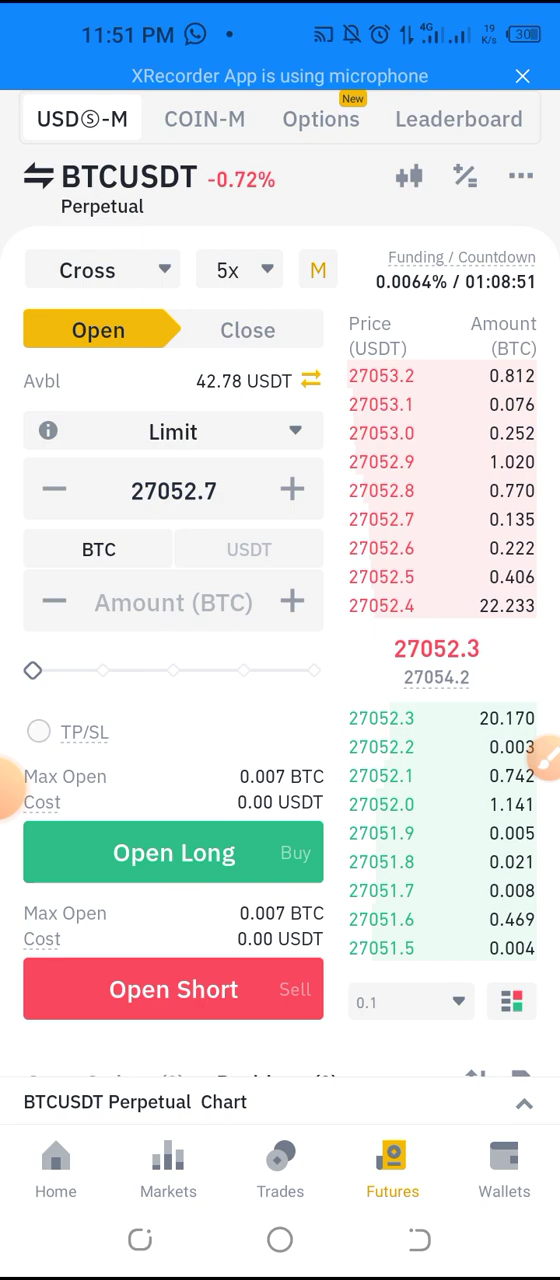 11:51 PM
4G
19 K/s
30
XRecorder App is using microphone
New
USDⓢ-M COIN-M Options Leaderboard
BTCUSDT -0.72%
Perpetual
Cross 5x M
Funding / Countdown
0.0064% / 01:08:51
Open Close
Avbl 42.78 USDT
Limit
27052.7
BTC USDT
Amount (BTC)
TP/SL
Max Open 0.007 BTC
Cost 0.00 USDT
Open Long Buy
Max Open 0.007 BTC
Cost 0.00 USDT
Open Short Sell
Price Amount
(USDT) (BTC)
27053.2 0.812
27053.1 0.076
27053.0 0.252
27052.9 1.020
27052.8 0.770
27052.7 0.135
27052.6 0.222
27052.5 0.406
27052.4 22.233
27052.3
27054.2
27052.3 20.170
27052.2 0.003
27052.1 0.742
27052.0 1.141
27051.9 0.005
27051.8 0.021
27051.7 0.008
27051.6 0.469
27051.5 0.004
0.1
BTCUSDT Perpetual Chart
Home Markets Trades Futures Wallets